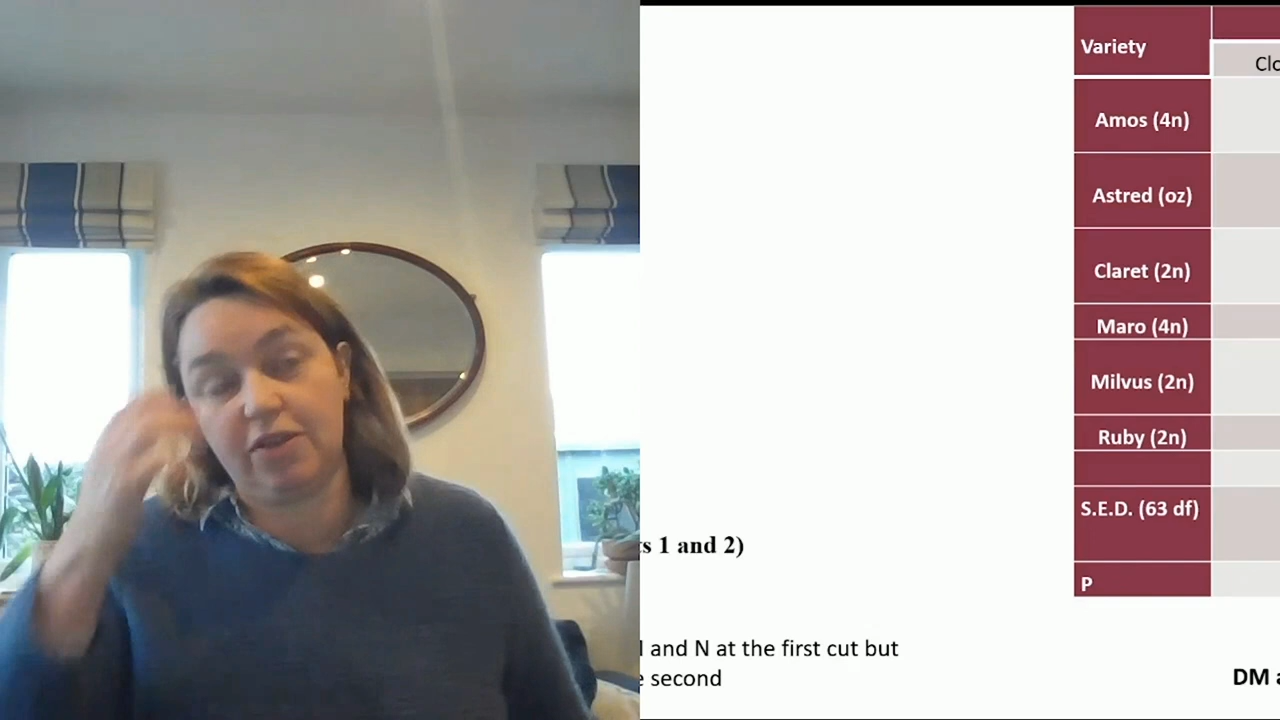 Variety
Clo
Amos (4n)
Astred (oz)
Claret (2n)
Maro (4n)
Milvus (2n)
Ruby (2n)
S.E.D. (63 df)
P
s 1 and 2)
and N at the first cut but
second
DM